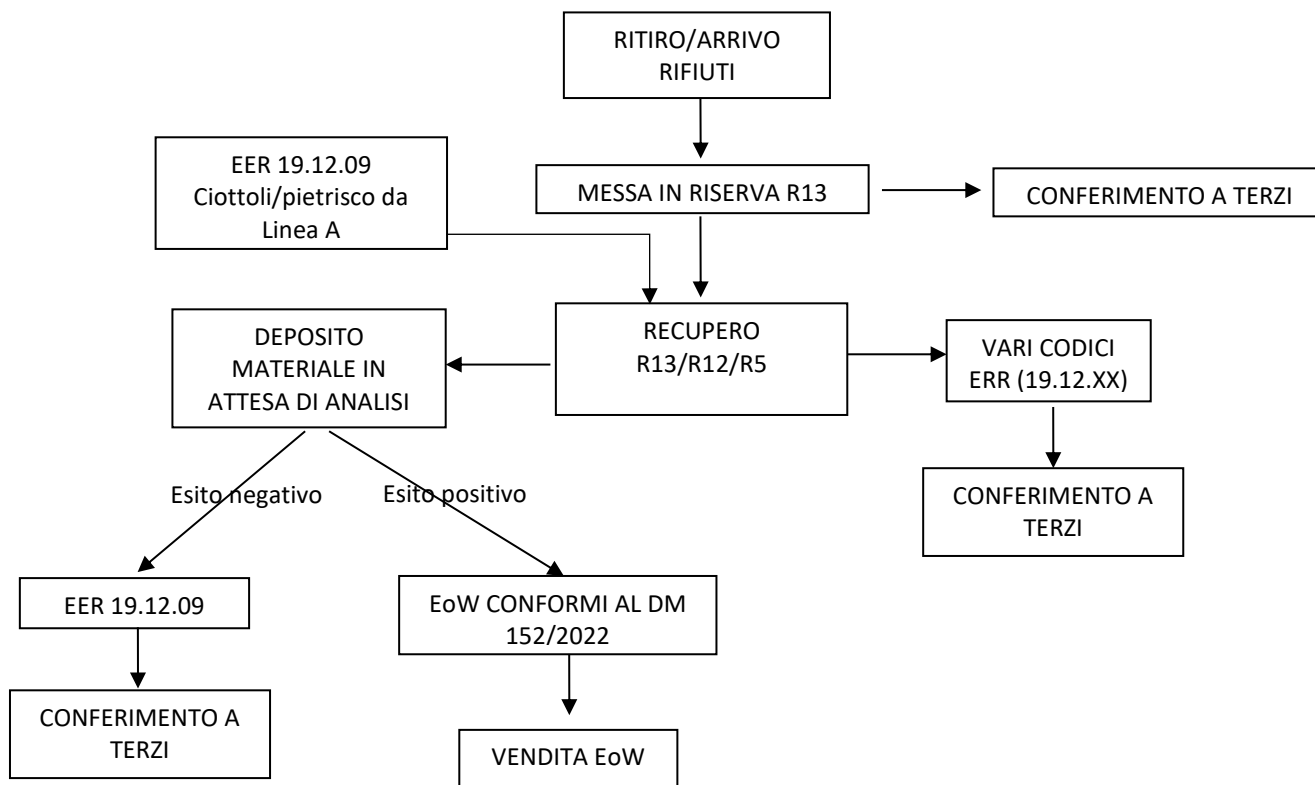 RITIRO/ARRIVO
RIFIUTI
EER 19.12.09
Ciottoli/pietrisco da
Linea A
MESSA IN RISERVA R13
CONFERIMENTO A TERZI
DEPOSITO
MATERIALE IN
ATTESA DI ANALISI
RECUPERO
R13/R12/R5
VARI CODICI
ERR (19.12.XX)
Esito negativo
Esito positivo
CONFERIMENTO A
TERZI
EER 19.12.09
EoW CONFORMI AL DM
152/2022
CONFERIMENTO A
TERZI
VENDITA EoW